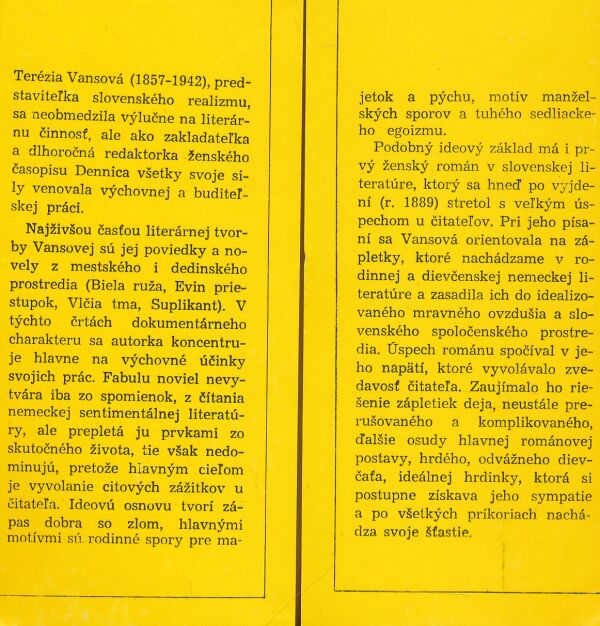 Terézia Vansová (1857-1942), pred-
staviteľka slovenského realizmu,
sa neobmedzila výlučne na literár-
nu činnosť, ale ako zakladateľka
a dlhoročná redaktorka ženského
časopisu Dennica všetky svoje si-
ly venovala výchovnej a buditeľ-
skej práci.
Najživšou časťou literárnej tvor-
by Vansovej sú jej poviedky a no-
vely z mestského i dedinského
prostredia (Biela ruža, Evin prie-
stupok, Vlčia tma, Suplikant). V
týchto črtách dokumentárneho
charakteru sa autorka koncentru-
je hlavne na výchovné účinky
svojich prác. Fabulu noviel nevy-
tvára iba zo spomienok, z čítania
nemeckej sentimentálnej literatú-
ry, ale prepletá ju prvkami zo
skutočného života, tie však nedo-
minujú, pretože hlavným cieľom
je vyvolanie citových zážitkov u
čitateľa. Ideovú osnovu tvorí zá-
pas dobra so zlom, hlavnými
motívmi sú rodinné spory pre ma-
jetok a pýchu, motív manžel-
ských sporov a tuhého sedliacke-
ho egoizmu.
Podobný ideový základ má i pr-
vý ženský román v slovenskej li-
teratúre, ktorý sa hneď po vyjde-
ní (r. 1889) stretol s veľkým ús-
pechom u čitateľov. Pri jeho písa-
ní sa Vansová orientovala na zá-
pletky, ktoré nachádzame v ro-
dinnej a dievčenskej nemeckej li-
teratúre a zasadila ich do idealizo-
vaného mravného ovzdušia a slo-
venského spoločenského prostre-
dia. Úspech románu spočíval v je-
ho napätí, ktoré vyvolávalo zve-
davosť čitateľa. Zaujímalo ho rie-
šenie zápletiek deja, neustále pre-
rušovaného a komplikovaného,
ďalšie osudy hlavnej románovej
postavy, hrdého, odvážneho diev-
čaťa, ideálnej hrdinky, ktorá si
postupne získava jeho sympatie
a po všetkých príkoriach nachá-
dza svoje šťastie.